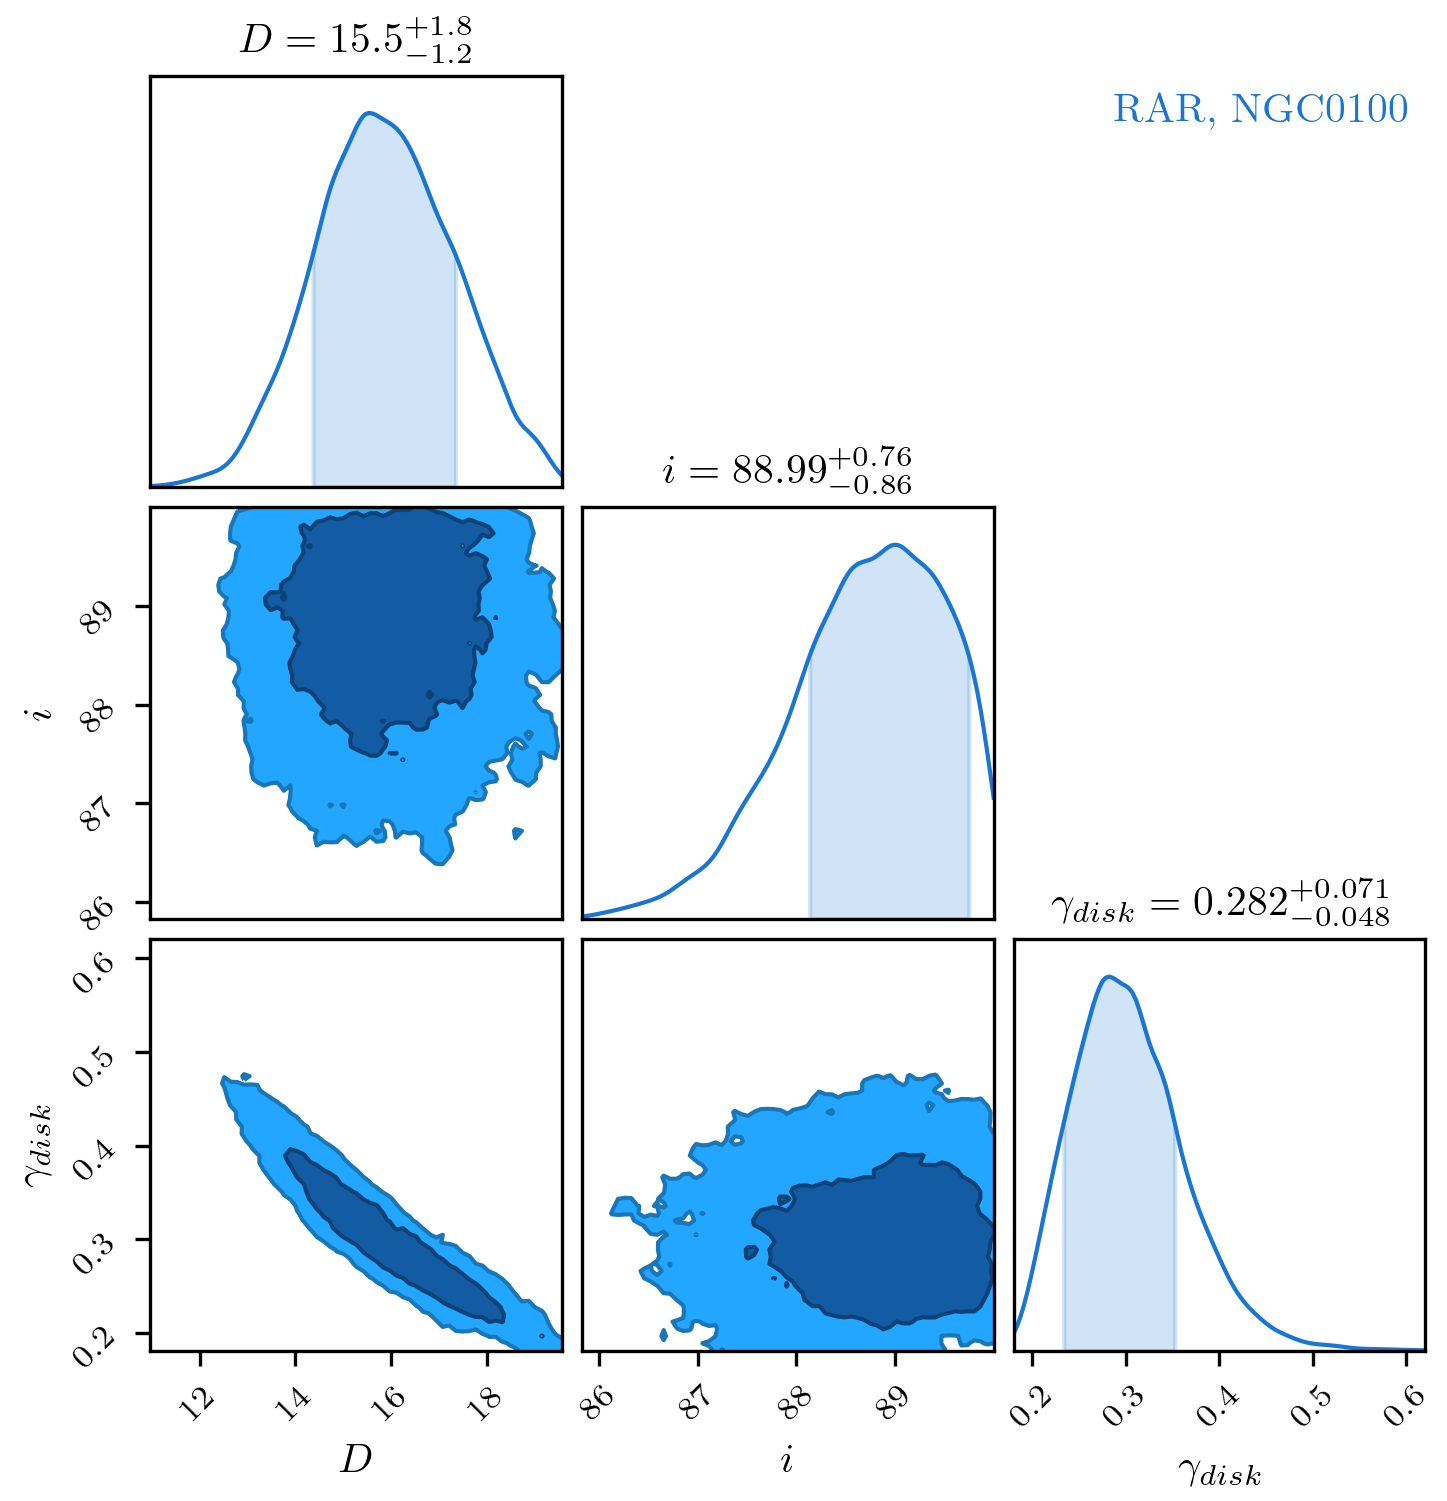 D = 15.5^{+1.8}_{-1.2}
RAR, NGC0100
i = 88.99^{+0.76}_{-0.86}
89
88
87
86
i
γ_{disk} = 0.282^{+0.071}_{-0.048}
0.6
0.5
0.4
0.3
0.2
γ_{disk}
12 14 16 18
86 87 88 89
0.2 0.3 0.4 0.5 0.6
D
i
γ_{disk}